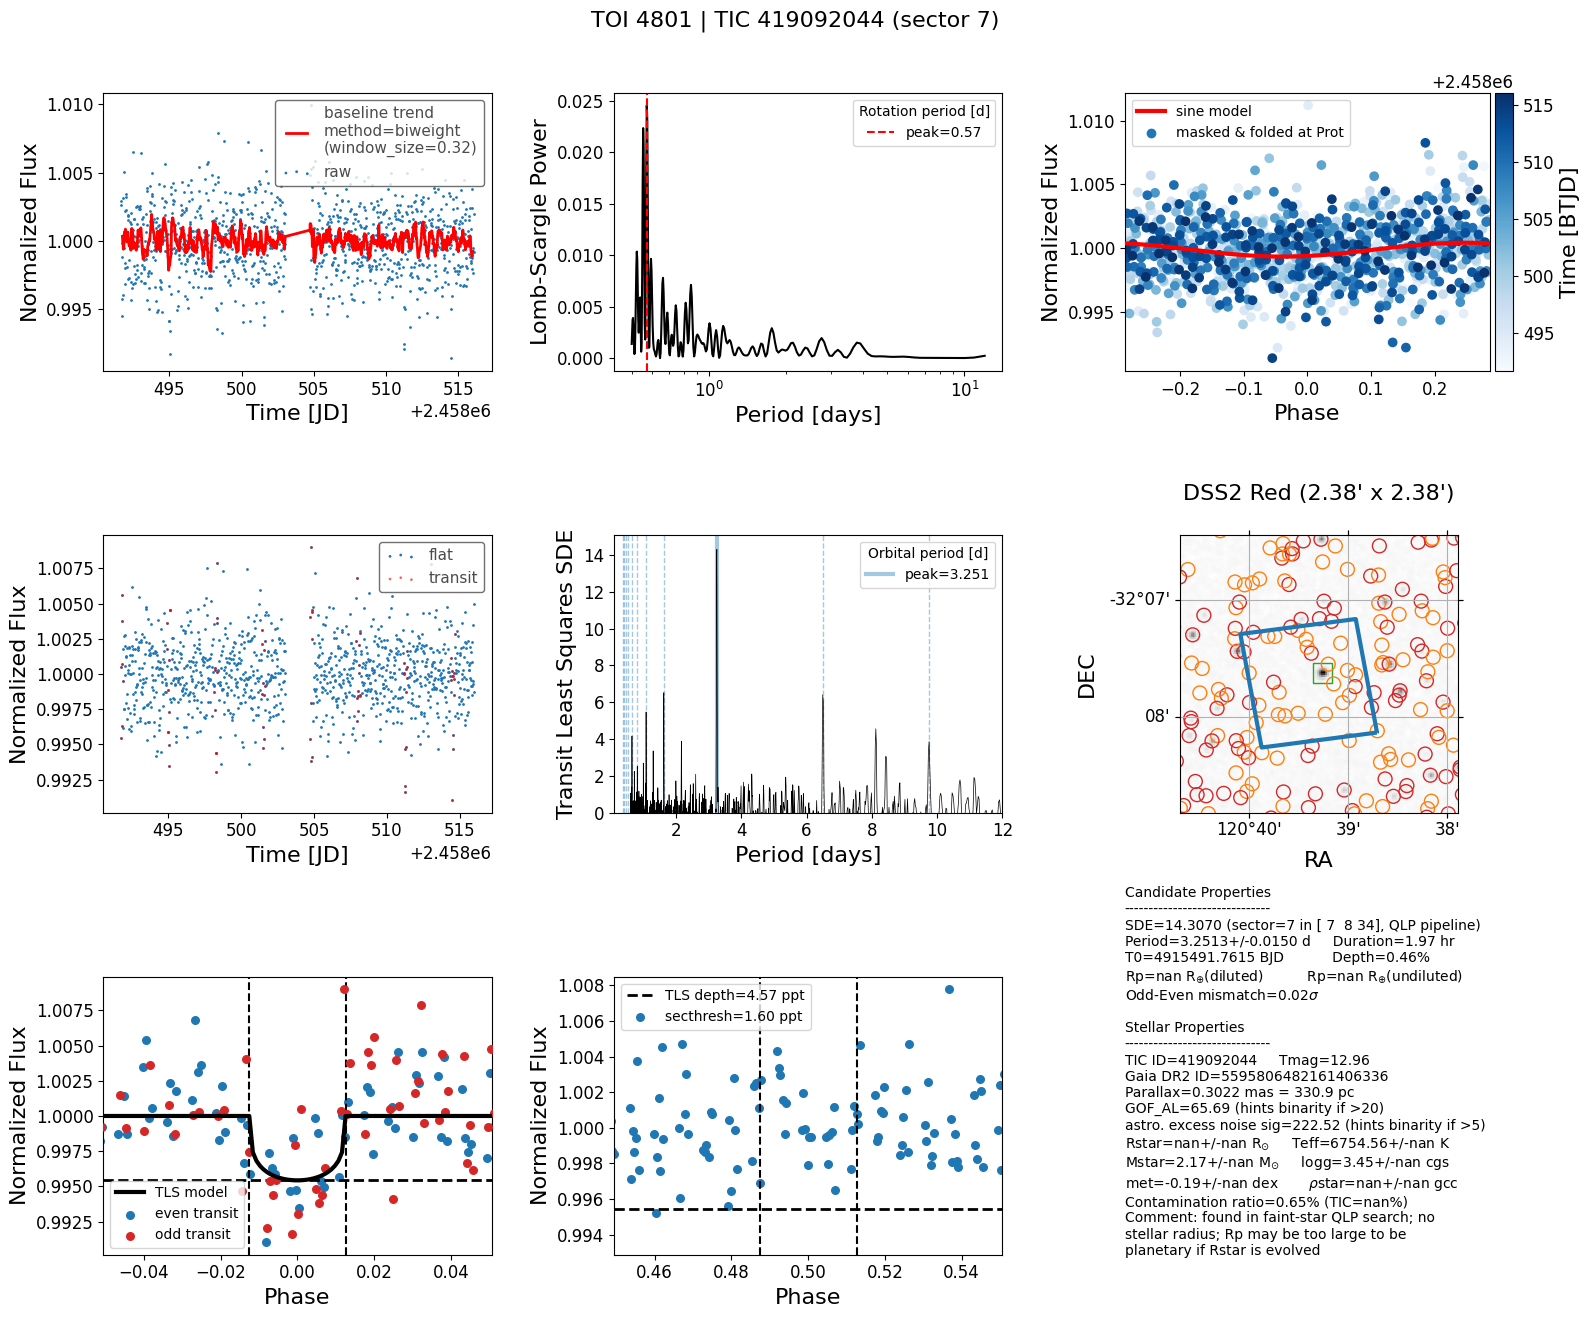 TOI 4801 | TIC 419092044 (sector 7)
1.010
1.005
1.000
0.995
Normalized Flux
baseline trend
method=biweight
(window_size=0.32)
raw
495
500
505
510
515
Time [JD]
+2.458e6
0.025
0.020
0.015
0.010
0.005
0.000
Lomb-Scargle Power
Rotation period [d]
peak=0.57
10⁰
10¹
Period [days]
+2.458e6
1.010
1.005
1.000
0.995
Normalized Flux
sine model
masked & folded at Prot
−0.2
−0.1
0.0
0.1
0.2
Phase
515
510
505
500
495
Time [BTJD]
1.0075
1.0050
1.0025
1.0000
0.9975
0.9950
0.9925
Normalized Flux
flat
transit
495
500
505
510
515
Time [JD]
+2.458e6
14
12
10
8
6
4
2
0
Transit Least Squares SDE
Orbital period [d]
peak=3.251
2
4
6
8
10
12
Period [days]
DSS2 Red (2.38' x 2.38')
-32°07'
08'
DEC
120°40'
39'
38'
RA
1.0075
1.0050
1.0025
1.0000
0.9975
0.9950
0.9925
Normalized Flux
TLS model
even transit
odd transit
−0.04
−0.02
0.00
0.02
0.04
Phase
1.008
1.006
1.004
1.002
1.000
0.998
0.996
0.994
Normalized Flux
TLS depth=4.57 ppt
secthresh=1.60 ppt
0.46
0.48
0.50
0.52
0.54
Phase
Candidate Properties
------------------------------
SDE=14.3070 (sector=7 in [ 7 8 34], QLP pipeline)
Period=3.2513+/-0.0150 d Duration=1.97 hr
T0=4915491.7615 BJD Depth=0.46%
Rp=nan R⊕(diluted) Rp=nan R⊕(undiluted)
Odd-Even mismatch=0.02σ
Stellar Properties
------------------------------
TIC ID=419092044 Tmag=12.96
Gaia DR2 ID=5595806482161406336
Parallax=0.3022 mas = 330.9 pc
GOF_AL=65.69 (hints binarity if >20)
astro. excess noise sig=222.52 (hints binarity if >5)
Rstar=nan+/-nan R⊙ Teff=6754.56+/-nan K
Mstar=2.17+/-nan M⊙ logg=3.45+/-nan cgs
met=-0.19+/-nan dex ρstar=nan+/-nan gcc
Contamination ratio=0.65% (TIC=nan%)
Comment: found in faint-star QLP search; no
stellar radius; Rp may be too large to be
planetary if Rstar is evolved